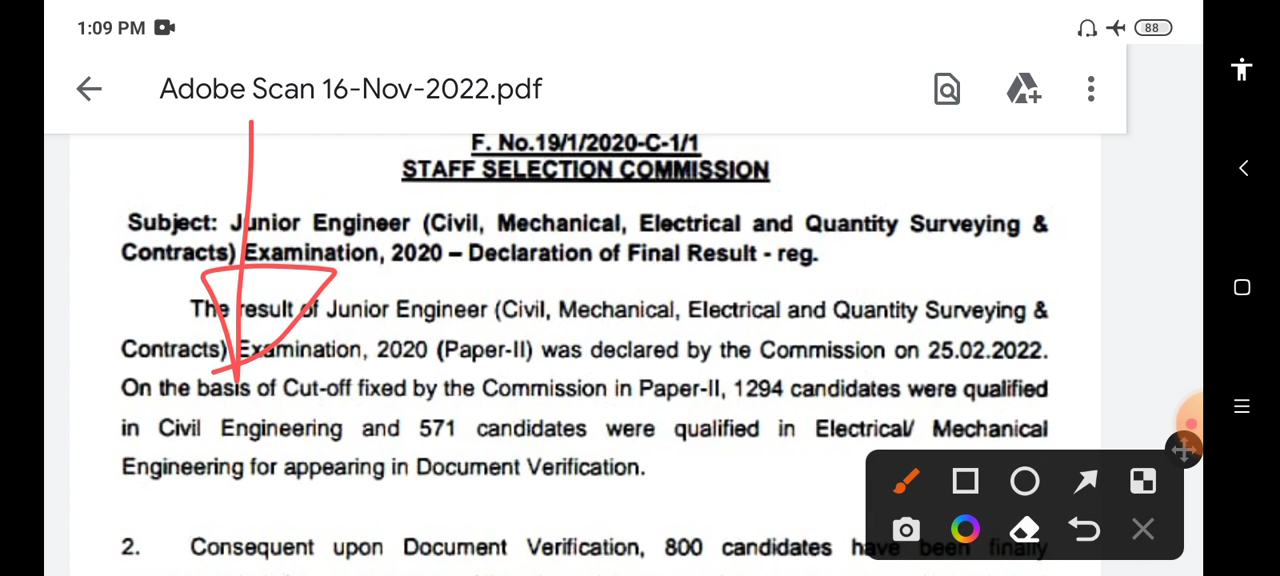 1:09 PM
88
Adobe Scan 16-Nov-2022.pdf
F. No.19/1/2020-C-1/1
STAFF SELECTION COMMISSION
Subject: Junior Engineer (Civil, Mechanical, Electrical and Quantity Surveying &
Contracts) Examination, 2020 – Declaration of Final Result - reg.
The result of Junior Engineer (Civil, Mechanical, Electrical and Quantity Surveying &
Contracts) Examination, 2020 (Paper-II) was declared by the Commission on 25.02.2022.
On the basis of Cut-off fixed by the Commission in Paper-II, 1294 candidates were qualified
in Civil Engineering and 571 candidates were qualified in Electrical/ Mechanical
Engineering for appearing in Document Verification.
2. Consequent upon Document Verification, 800 candidates have been finally